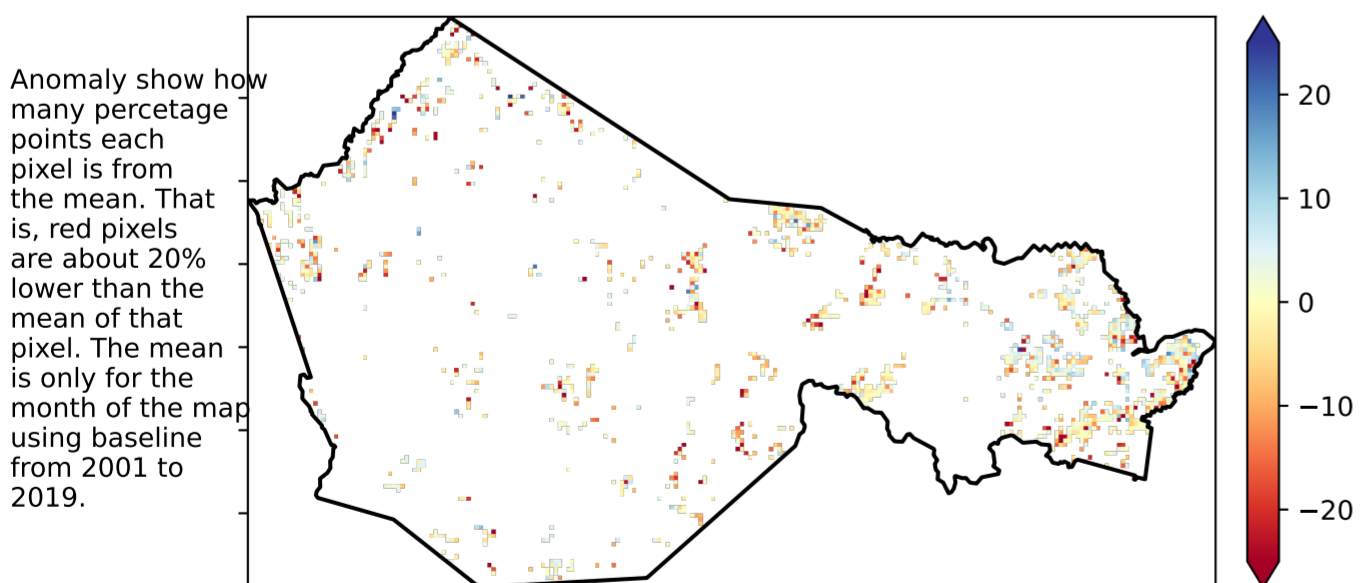 Anomaly show how
many percetage
points each
pixel is from
the mean. That
is, red pixels
are about 20%
lower than the
mean of that
pixel. The mean
is only for the
month of the map
using baseline
from 2001 to
2019.
20
10
0
−10
−20